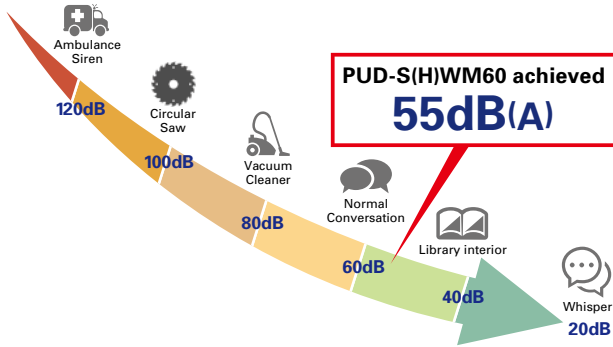 Ambulance
Siren
120dB
Circular
Saw
100dB
Vacuum
Cleaner
80dB
Normal
Conversation
60dB
PUD-S(H)WM60 achieved
55dB(A)
Library interior
40dB
Whisper
20dB